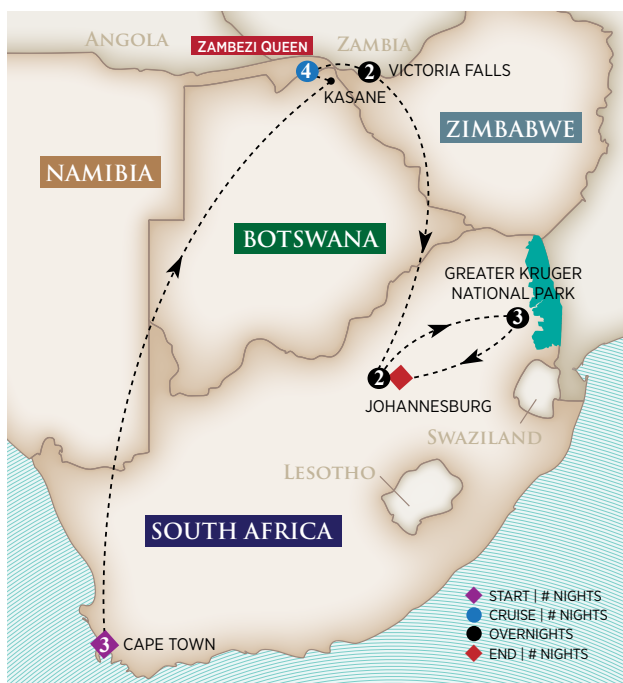 ANGOLA
ZAMBEZI QUEEN
ZAMBIA
4
2
VICTORIA FALLS
KASANE
ZIMBABWE
NAMIBIA
BOTSWANA
GREATER KRUGER
NATIONAL PARK
3
2
JOHANNESBURG
SWAZILAND
LESOTHO
SOUTH AFRICA
3
CAPE TOWN
START | # NIGHTS
CRUISE | # NIGHTS
OVERNIGHTS
END | # NIGHTS